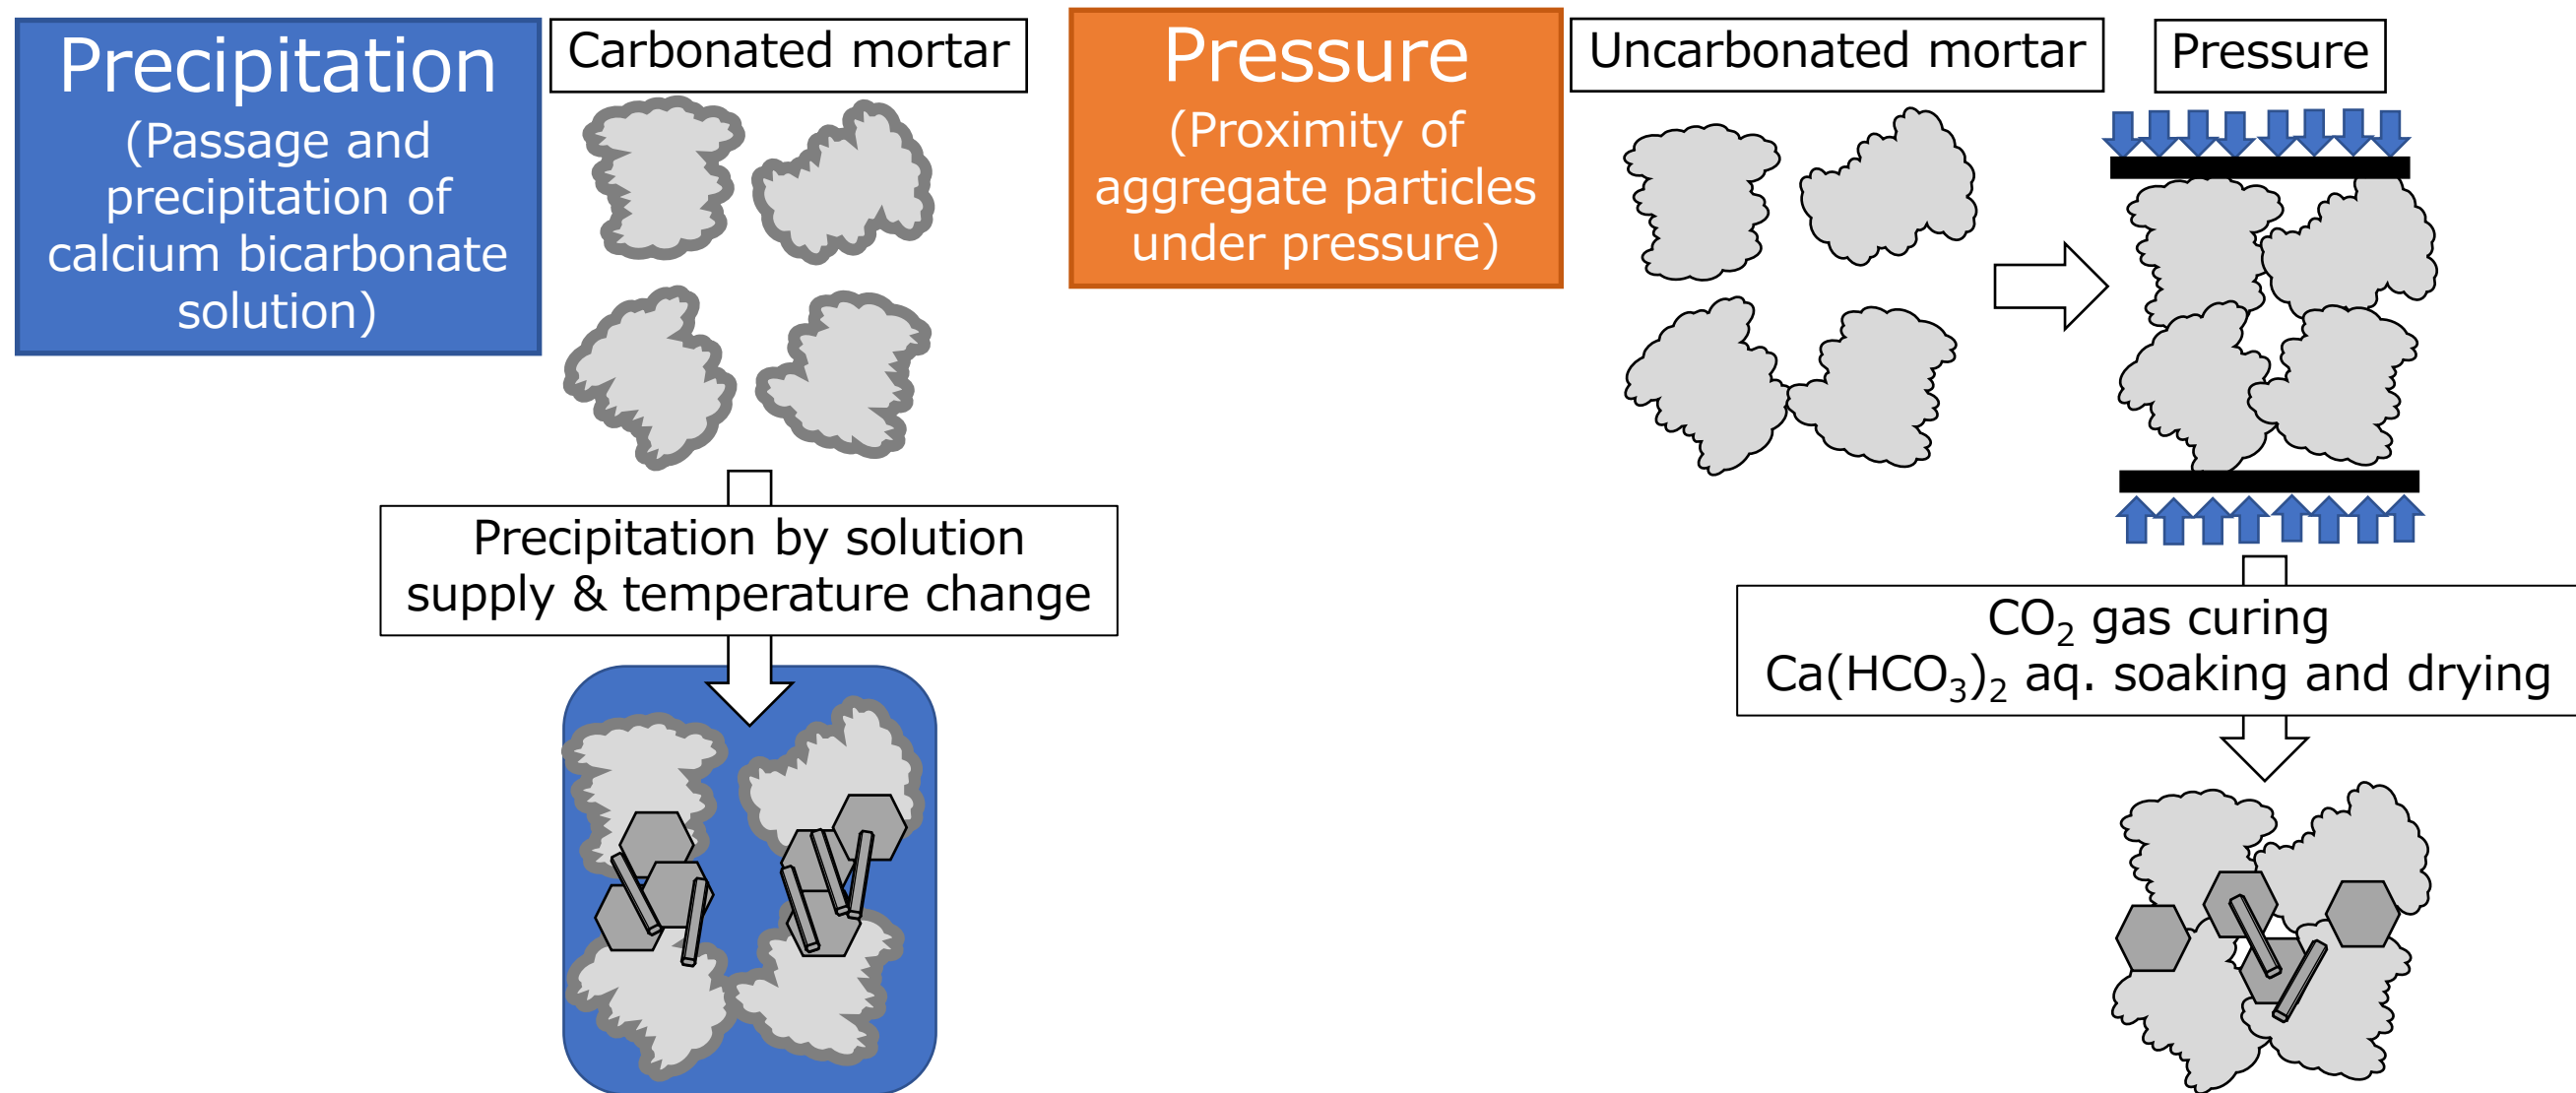 Precipitation
(Passage and
precipitation of
calcium bicarbonate
solution)
Carbonated mortar
Precipitation by solution
supply & temperature change
Pressure
(Proximity of
aggregate particles
under pressure)
Uncarbonated mortar
Pressure
CO₂ gas curing
Ca(HCO₃)₂ aq. soaking and drying